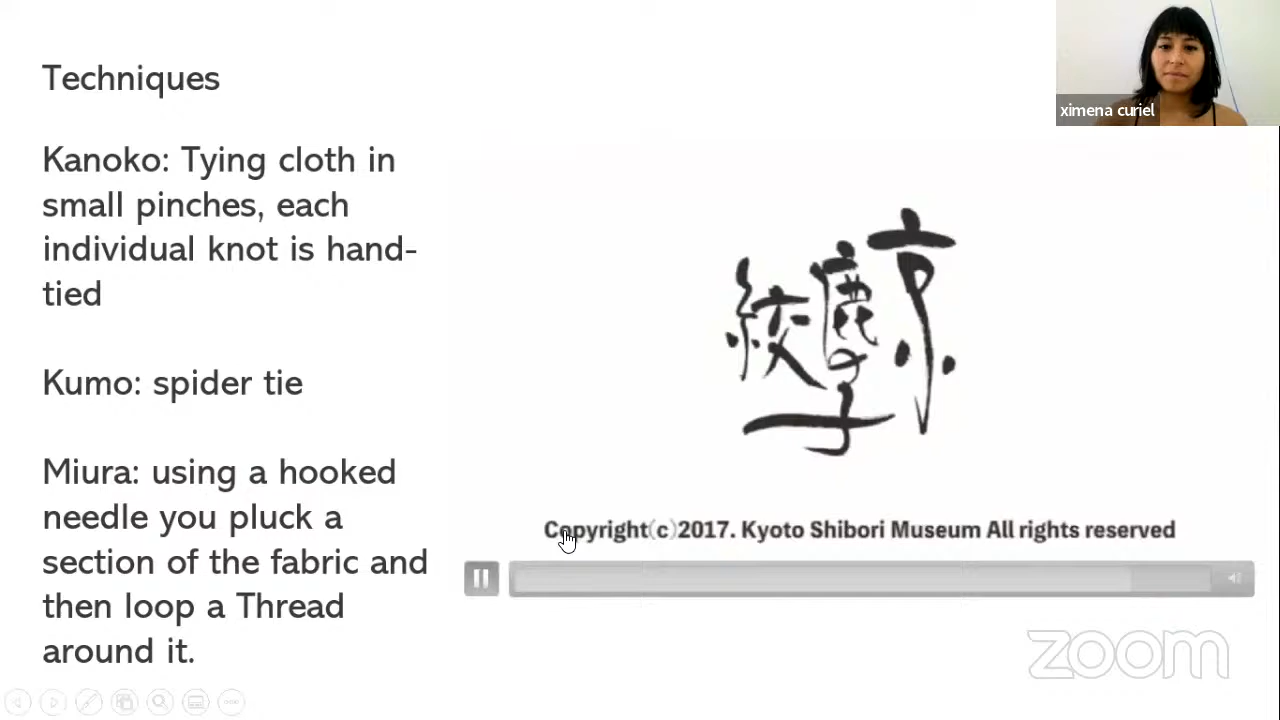 Techniques
Kanoko: Tying cloth in
small pinches, each
individual knot is hand-
tied
Kumo: spider tie
Miura: using a hooked
needle you pluck a
section of the fabric and
then loop a Thread
around it.
ximena curiel
京
鹿の子
絞
Copyright(c)2017. Kyoto Shibori Museum All rights reserved
zoom